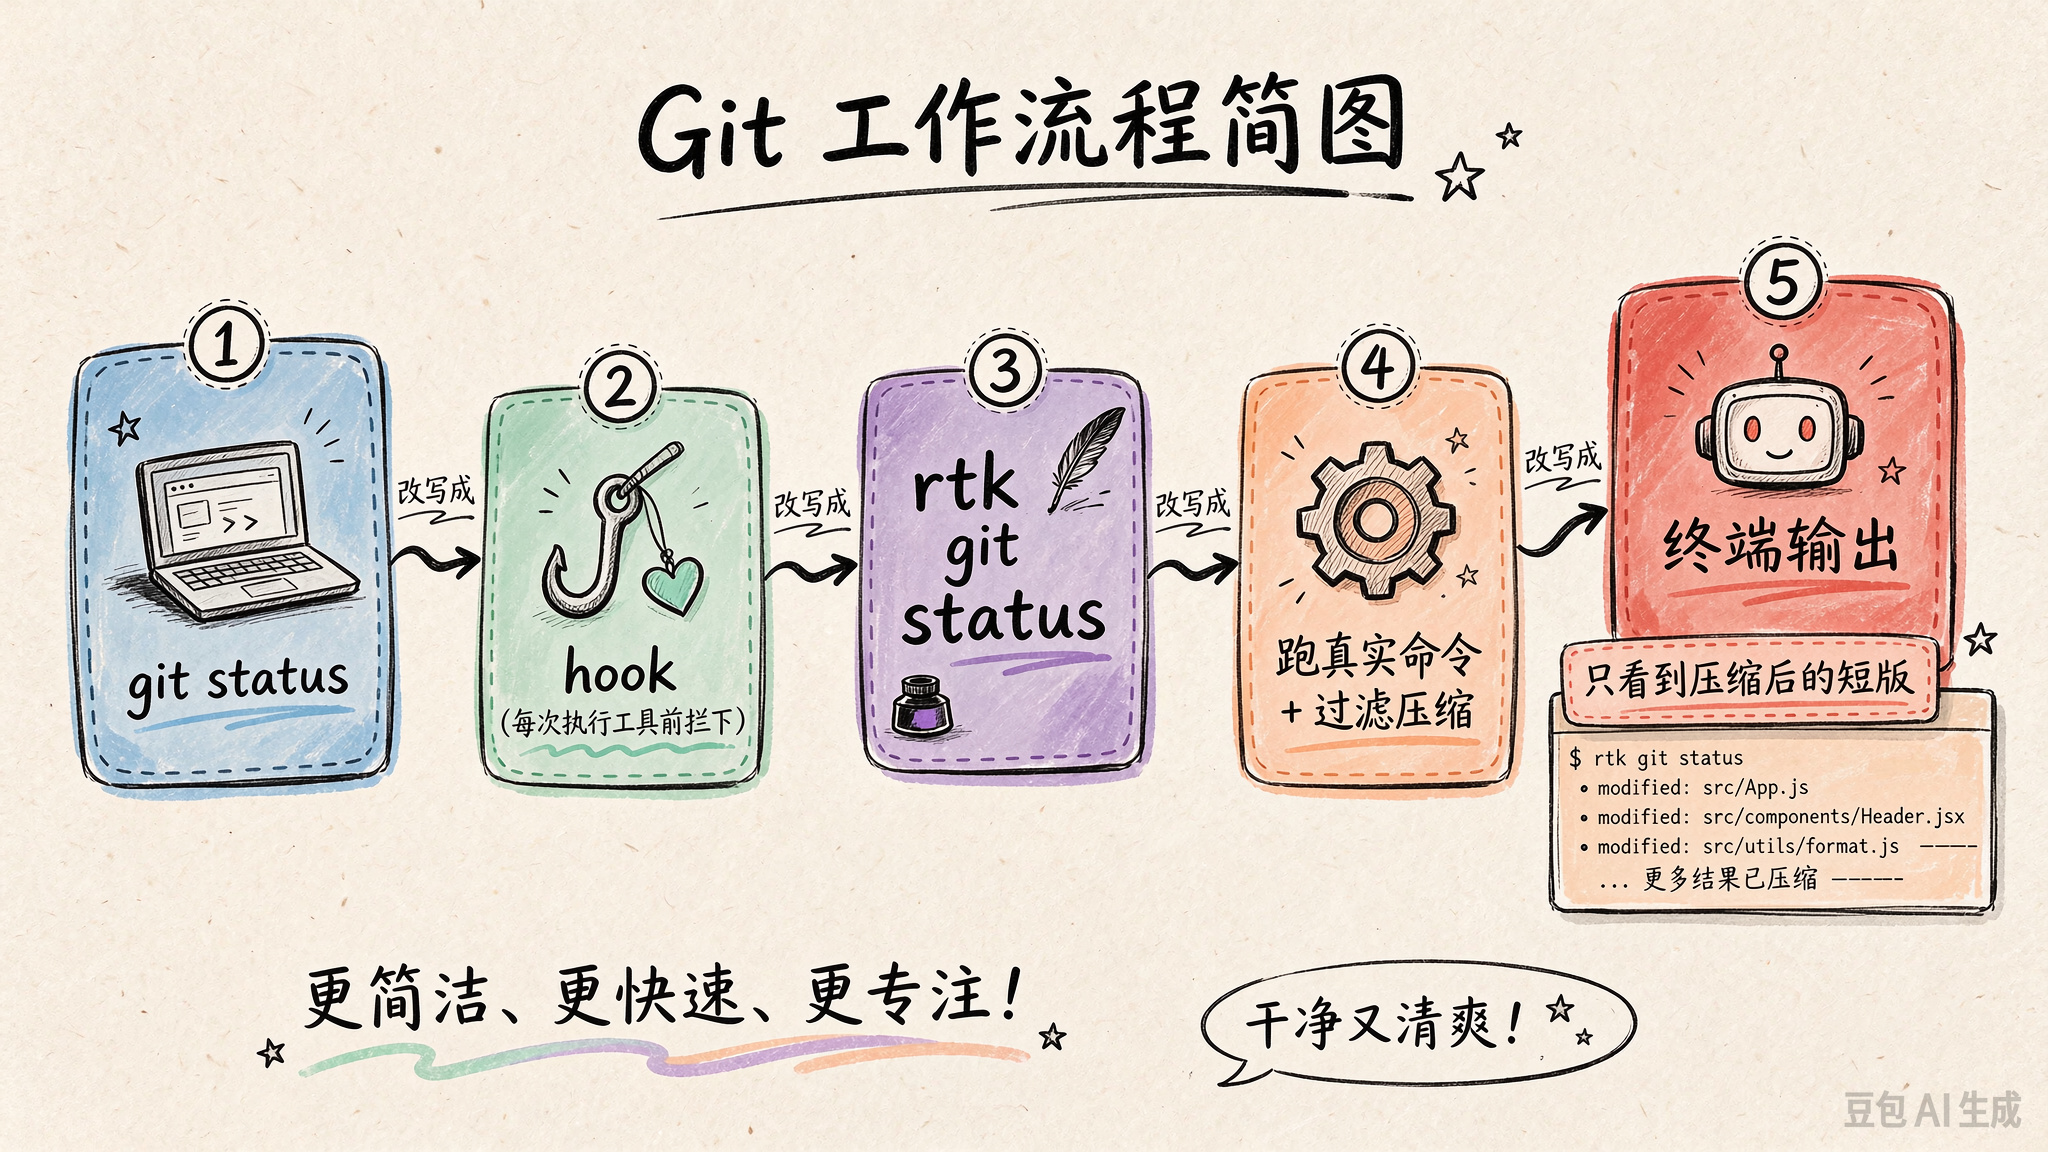 Git 工作流程简图
1
git status
改写成
2
hook
(每次执行工具前拦下)
改写成
3
rtk
git
status
改写成
4
跑真实命令
+ 过滤压缩
改写成
5
终端输出
只看到压缩后的短版
$ rtk git status
• modified: src/App.js
• modified: src/components/Header.jsx
• modified: src/utils/format.js ----
... 更多结果已压缩 ------
更简洁、更快速、更专注!
干净又清爽!
豆包 AI 生成